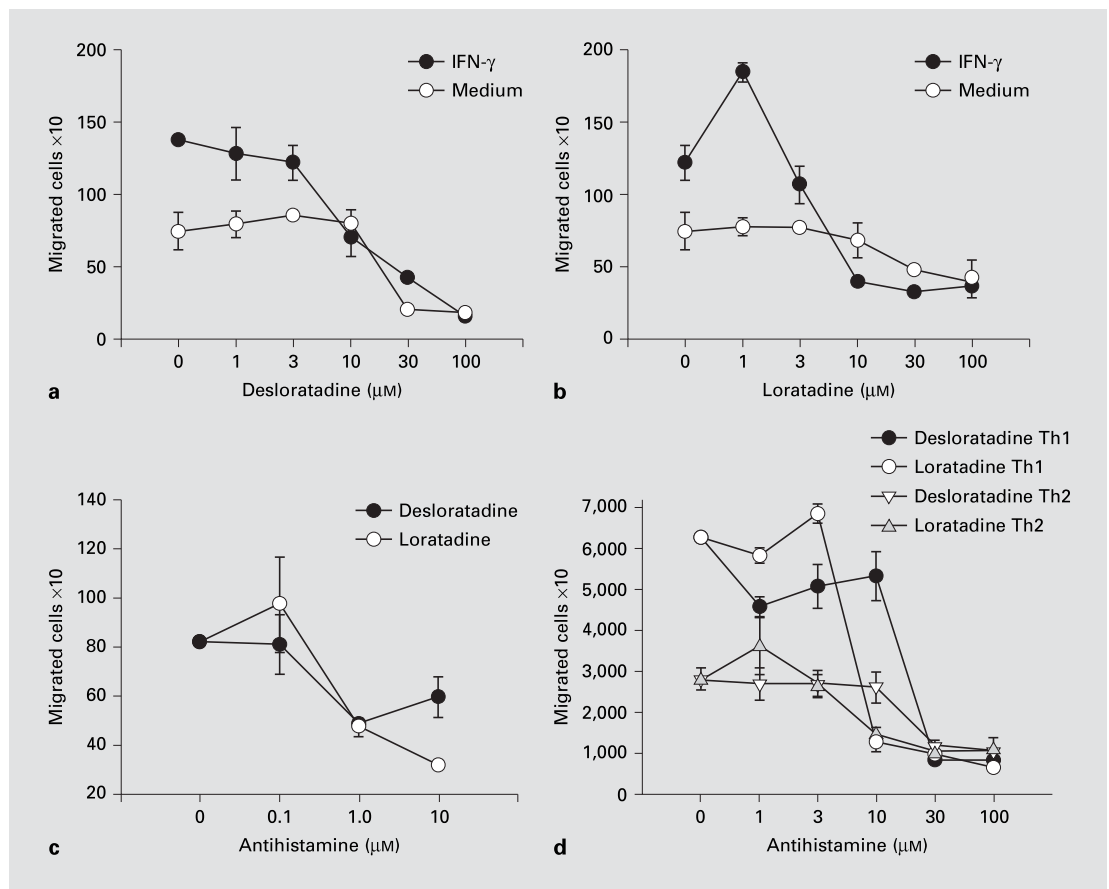 200
150
100
50
0
Migrated cells ×10
IFN-γ
Medium
0 1 3 10 30 100
Desloratadine (μM)
a
200
150
100
50
0
Migrated cells ×10
IFN-γ
Medium
0 1 3 10 30 100
Loratadine (μM)
b
140
120
100
80
60
40
20
Migrated cells ×10
Desloratadine
Loratadine
0 0.1 1.0 10
Antihistamine (μM)
c
Desloratadine Th1
Loratadine Th1
Desloratadine Th2
Loratadine Th2
7,000
6,000
5,000
4,000
3,000
2,000
1,000
0
Migrated cells ×10
0 1 3 10 30 100
Antihistamine (μM)
d